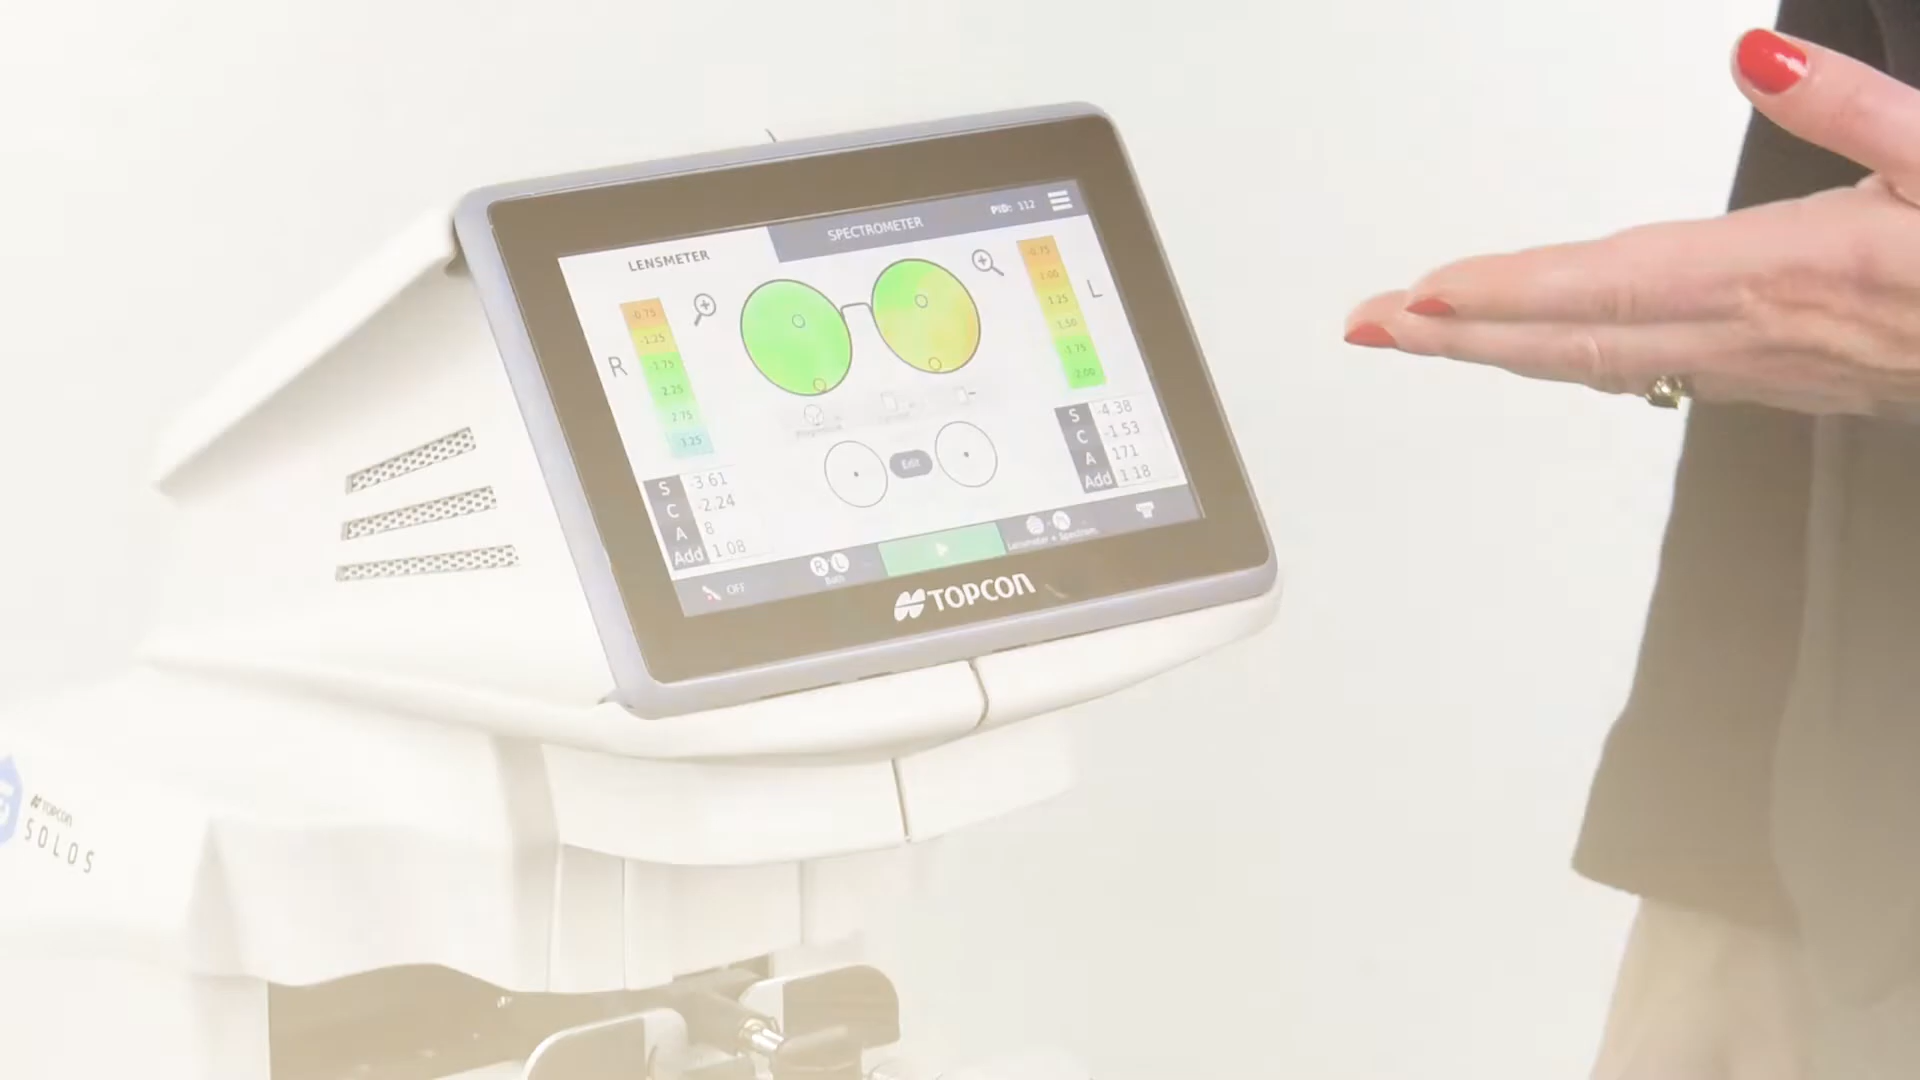 LENSMETER
SPECTROMETER
PID: 112
R
-0.75
-1.25
-1.75
2.25
2.75
L
-0.75
1.00
1.25
1.50
1.75
2.00
S -3.61
C -2.24
A 8
Add 1.08
Edit
S -4.38
C -1.53
A 171
Add 1.18
OFF
R L
Both
Lensmeter + Spectrom.
TOPCON
TOPCON
SOLOS